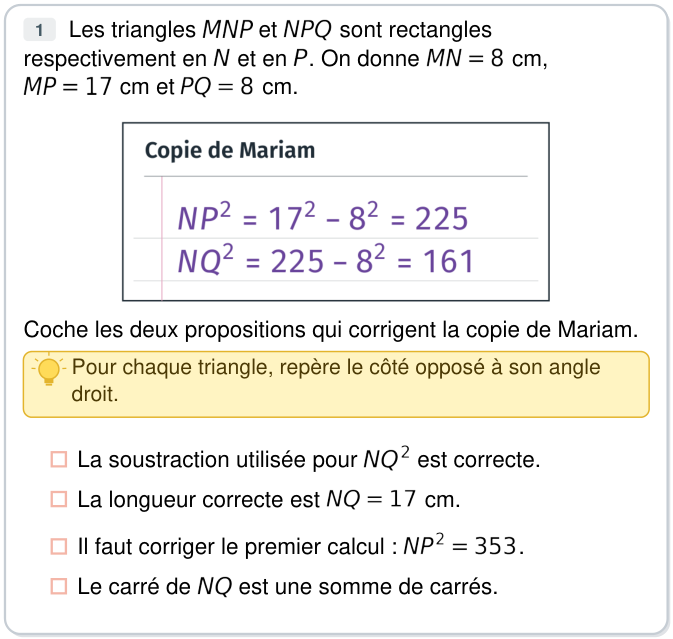 1 Les triangles MNP et NPQ sont rectangles
respectivement en N et en P. On donne MN = 8 cm,
MP = 17 cm et PQ = 8 cm.
Copie de Mariam
NP² = 17² – 8² = 225
NQ² = 225 – 8² = 161
Coche les deux propositions qui corrigent la copie de Mariam.
Pour chaque triangle, repère le côté opposé à son angle
droit.
La soustraction utilisée pour NQ² est correcte.
La longueur correcte est NQ = 17 cm.
Il faut corriger le premier calcul : NP² = 353.
Le carré de NQ est une somme de carrés.